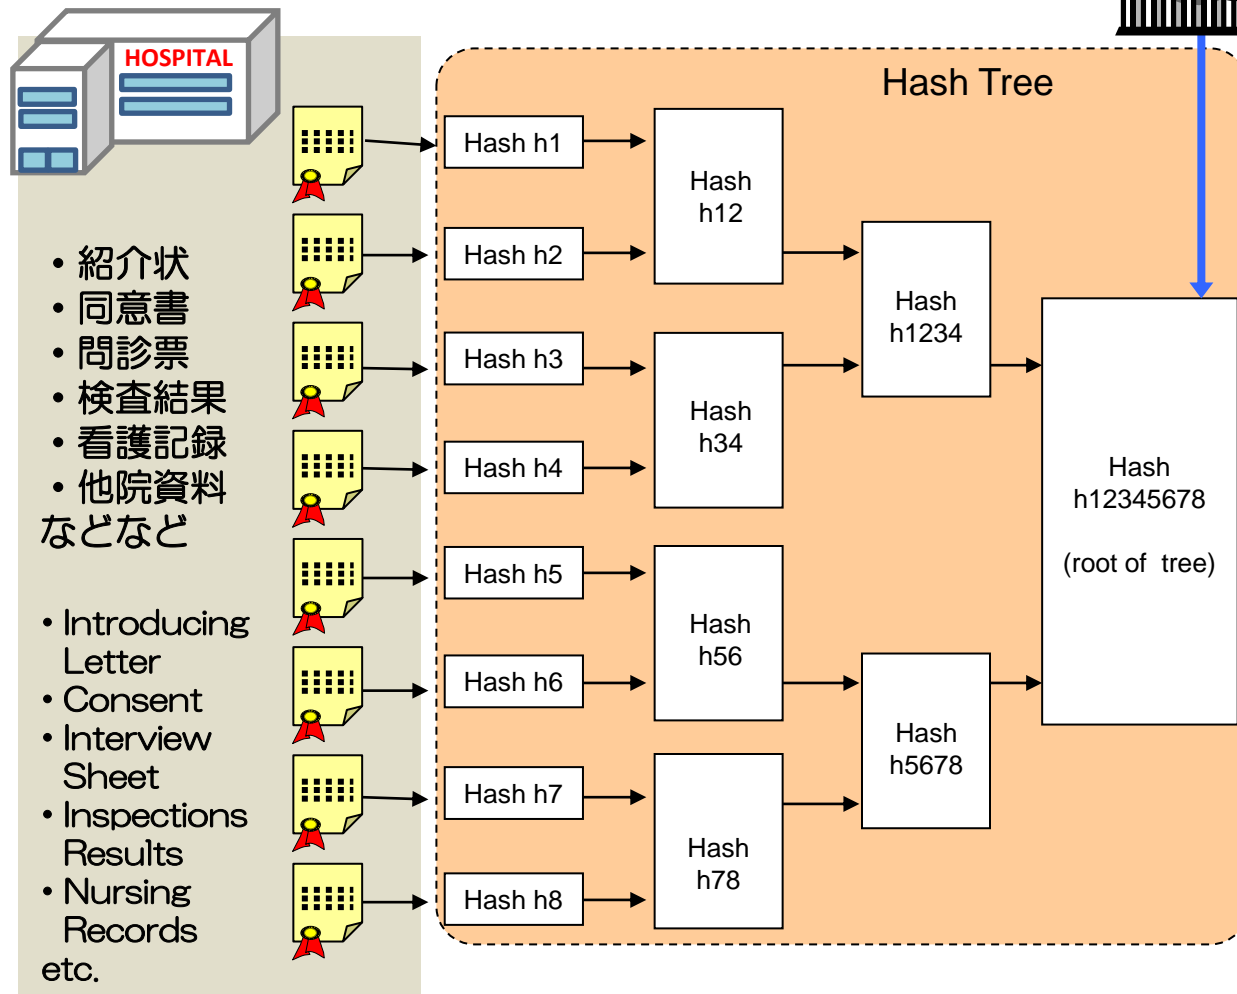 HOSPITAL
・紹介状
・同意書
・問診票
・検査結果
・看護記録
・他院資料
などなど
・Introducing
Letter
・Consent
・Interview
Sheet
・Inspections
Results
・Nursing
Records
etc.
Hash Tree
Hash h1
Hash h2
Hash h3
Hash h4
Hash h5
Hash h6
Hash h7
Hash h8
Hash
h12
Hash
h34
Hash
h56
Hash
h78
Hash
h1234
Hash
h5678
Hash
h12345678
(root of tree)